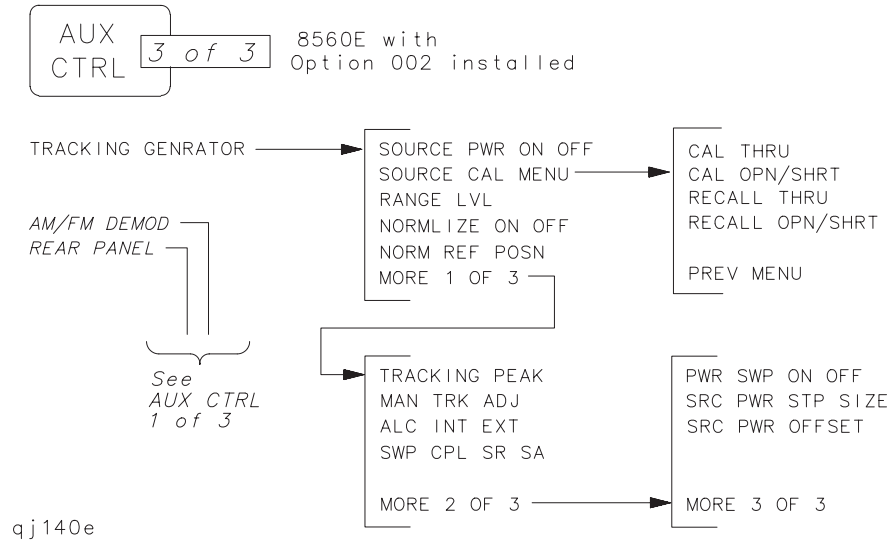 AUX
CTRL
3 of 3
8560E with
Option 002 installed
TRACKING GENRATOR
SOURCE PWR ON OFF
SOURCE CAL MENU
RANGE LVL
NORMLIZE ON OFF
NORM REF POSN
MORE 1 OF 3
CAL THRU
CAL OPN/SHRT
RECALL THRU
RECALL OPN/SHRT
PREV MENU
AM/FM DEMOD
REAR PANEL
See
AUX CTRL
1 of 3
TRACKING PEAK
MAN TRK ADJ
ALC INT EXT
SWP CPL SR SA
MORE 2 OF 3
PWR SWP ON OFF
SRC PWR STP SIZE
SRC PWR OFFSET
MORE 3 OF 3
qj140e